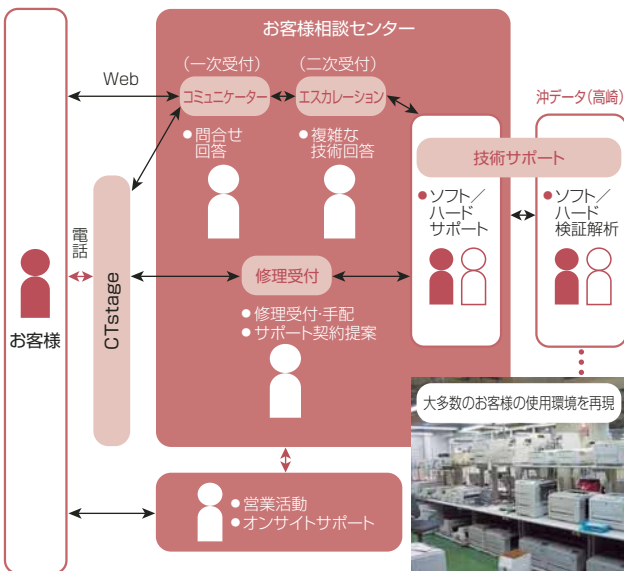 お客様相談センター
(一次受付)
(二次受付)
Web
コミュニケーター
エスカレーション
沖データ(高崎)
●問合せ
回答
●複雑な
技術回答
技術サポート
●ソフト/
ハード
サポート
●ソフト/
ハード
検証解析
電話
お客様
CTstage
修理受付
●修理受付・手配
●サポート契約提案
大多数のお客様の使用環境を再現
●営業活動
●オンサイトサポート